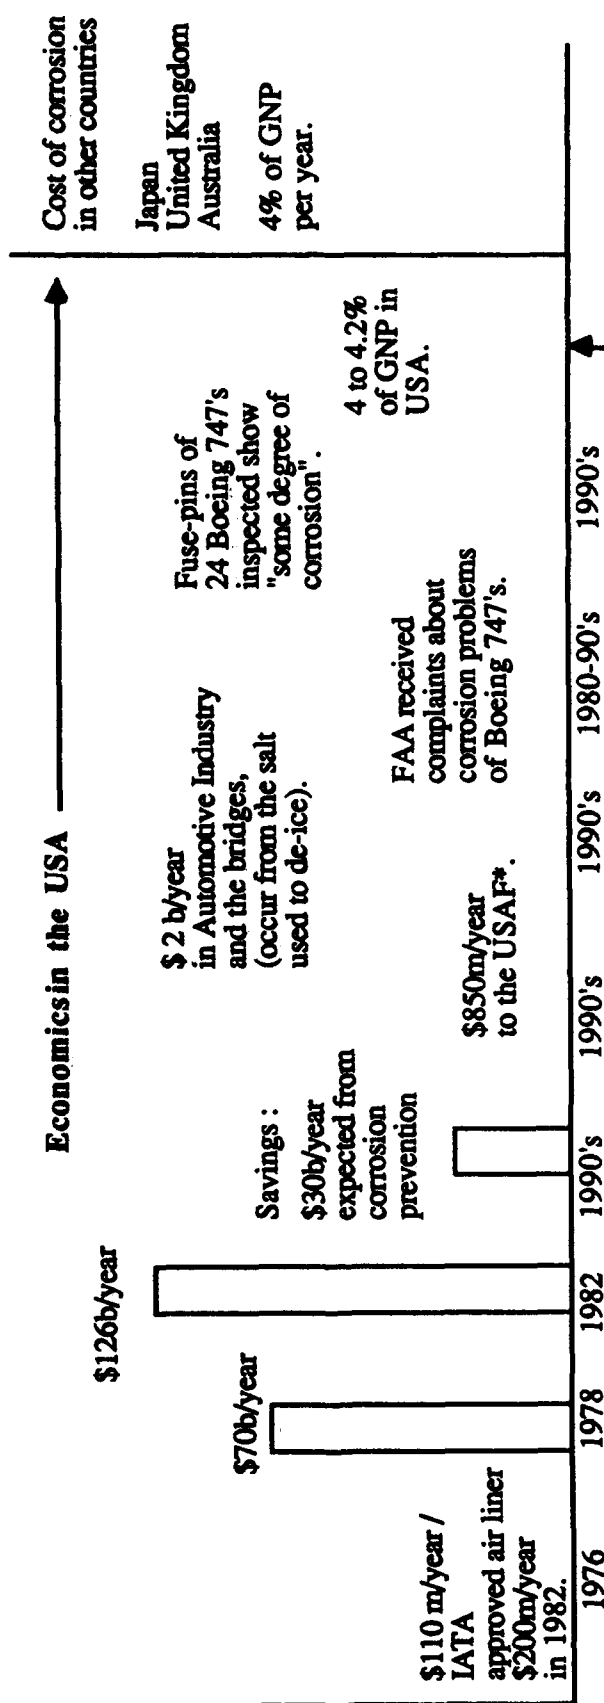 Economics in the USA
Cost of corrosion
in other countries
Japan
United Kingdom
Australia
4% of GNP
per year.
$110 m/year /
IATA
approved air liner
$200m/year
in 1982.
$70b/year
$126b/year
Savings :
$30b/year
expected from
corrosion
prevention
$850m/year
to the USAF*.
$ 2 b/year
in Automotive Industry
and the bridges,
(occur from the salt
used to de-ice).
FAA received
complaints about
corrosion problems
of Boeing 747's.
Fuse-pins of
24 Boeing 747's
inspected show
"some degree of
corrosion".
4 to 4.2%
of GNP in
USA.
1976
1978
1982
1990's
1990's
1990's
1980-90's
1990's